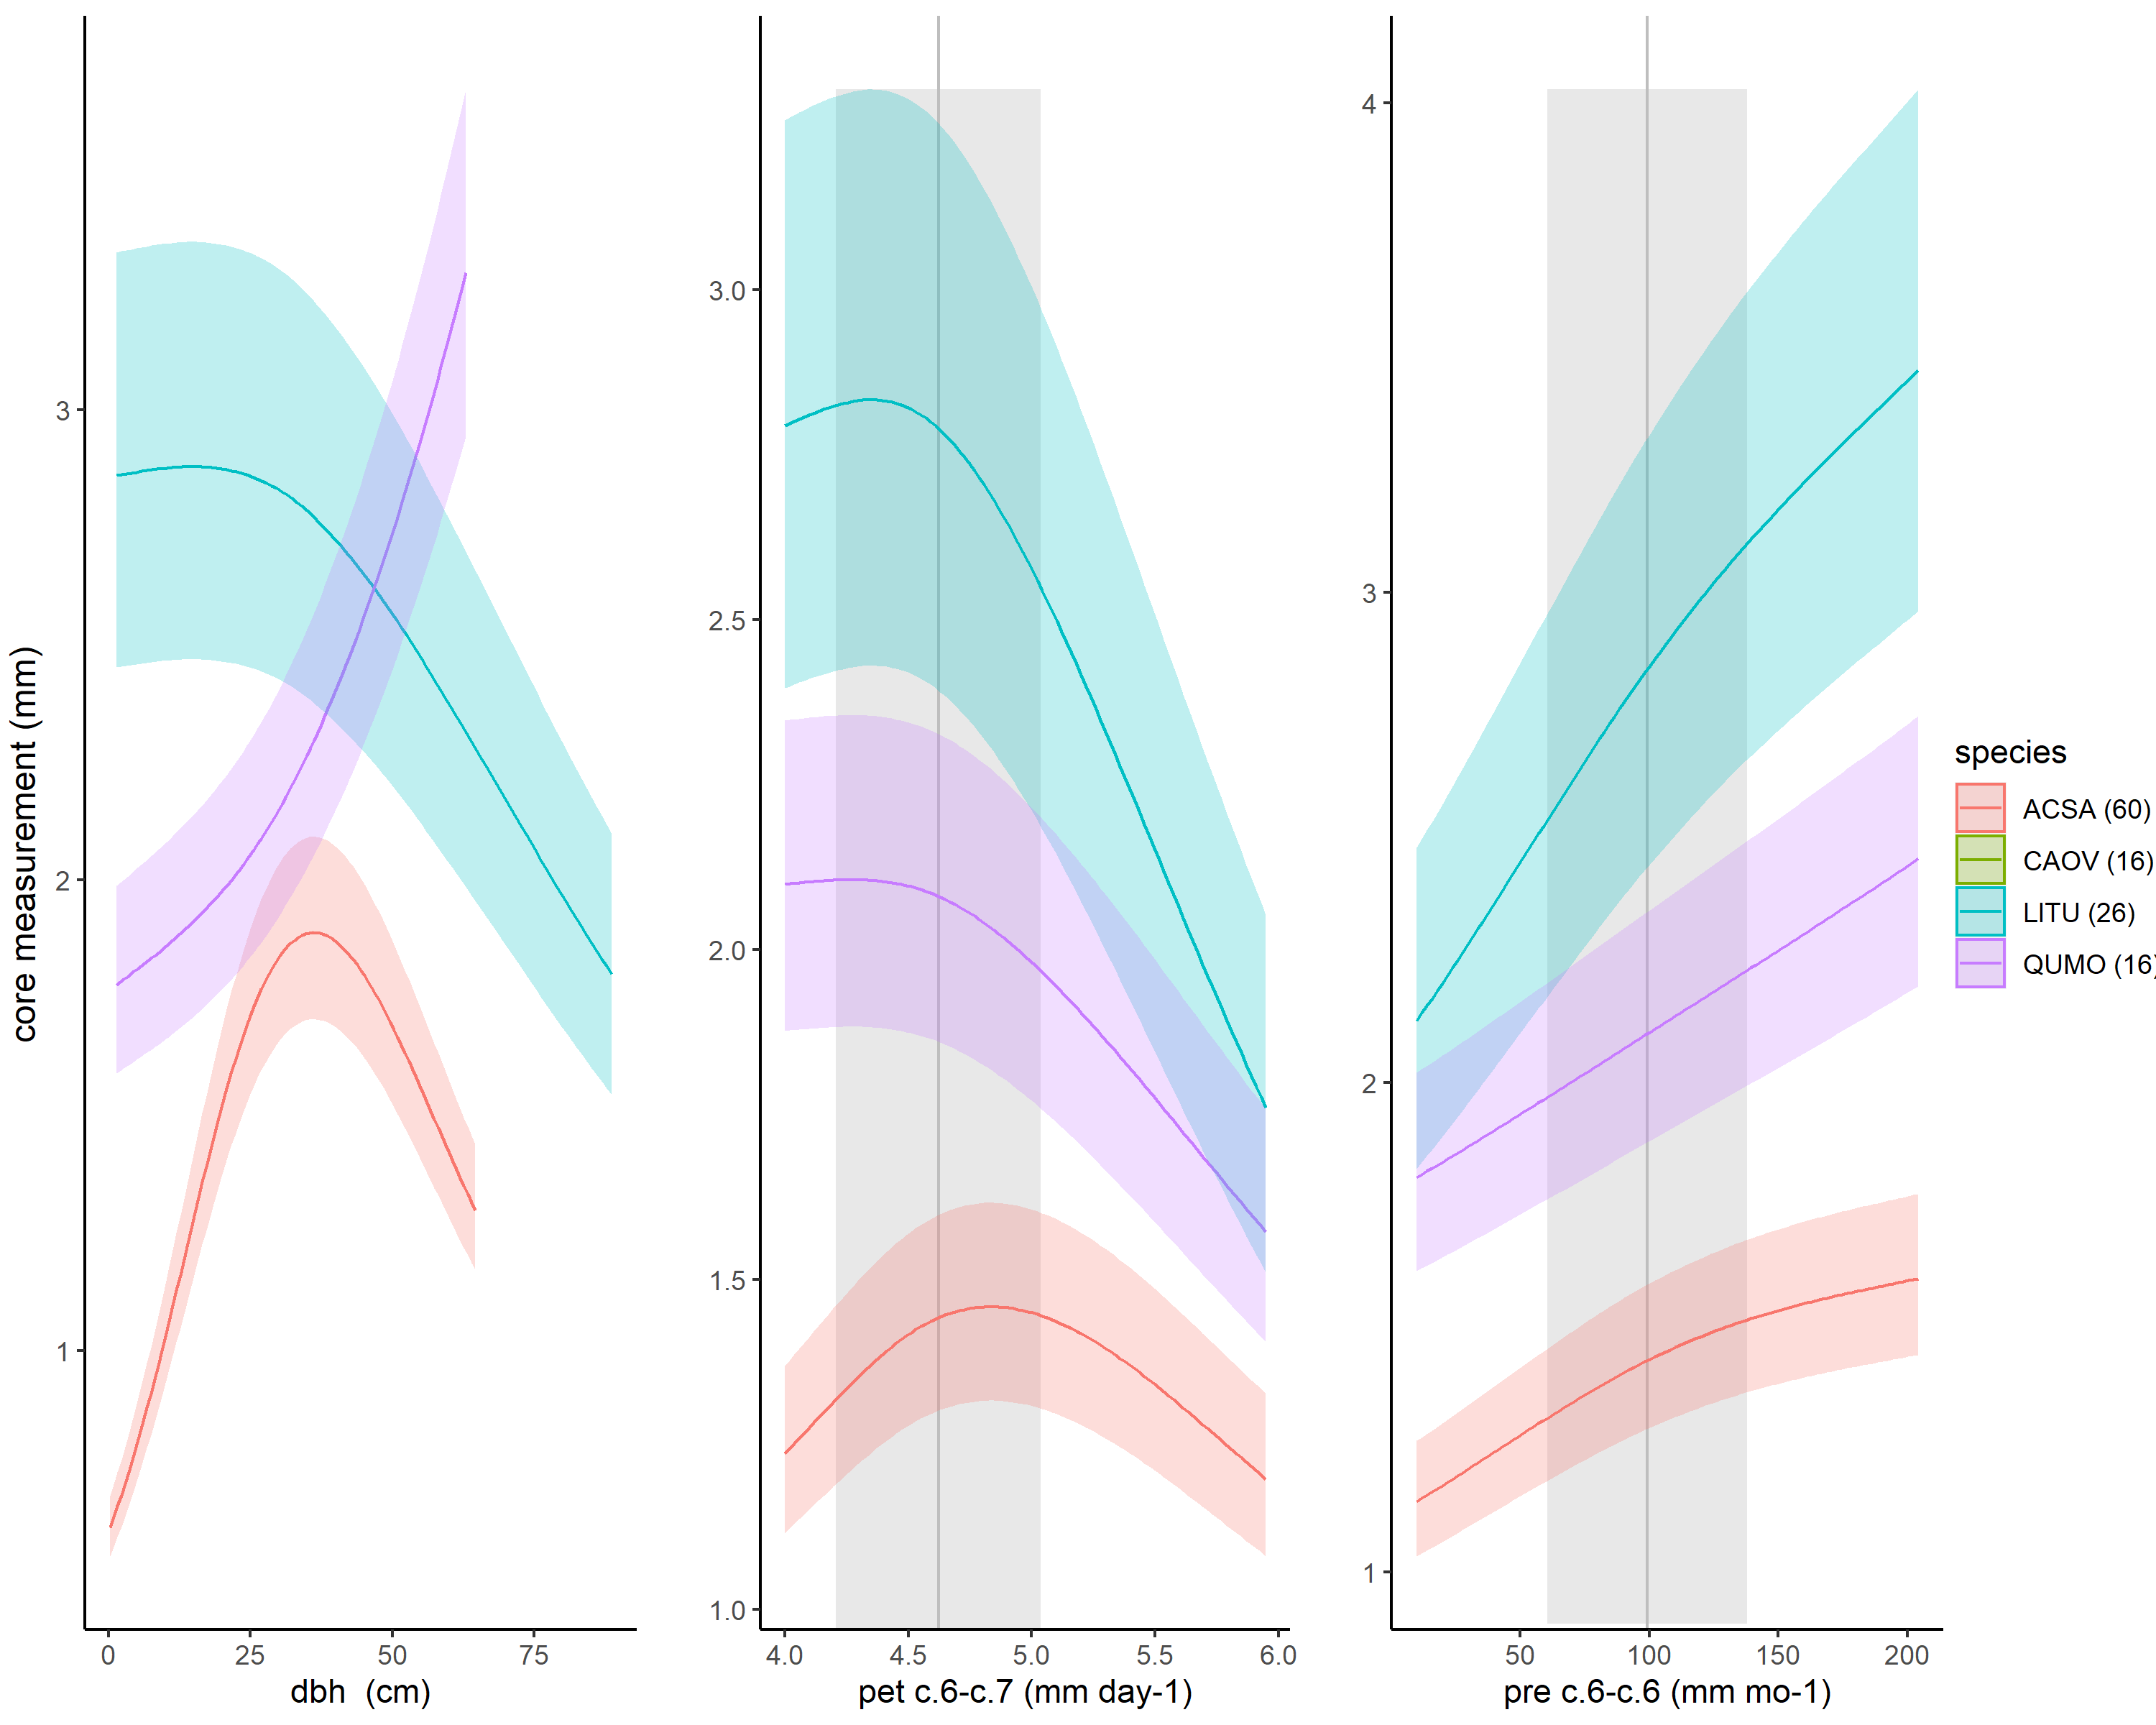 core measurement (mm)
3
2
1
0 25 50 75
dbh (cm)
3.0
2.5
2.0
1.5
1.0
4.0 4.5 5.0 5.5 6.0
pet c.6-c.7 (mm day-1)
4
3
2
1
50 100 150 200
pre c.6-c.6 (mm mo-1)
species
ACSA (60)
CAOV (16)
LITU (26)
QUMO (16)